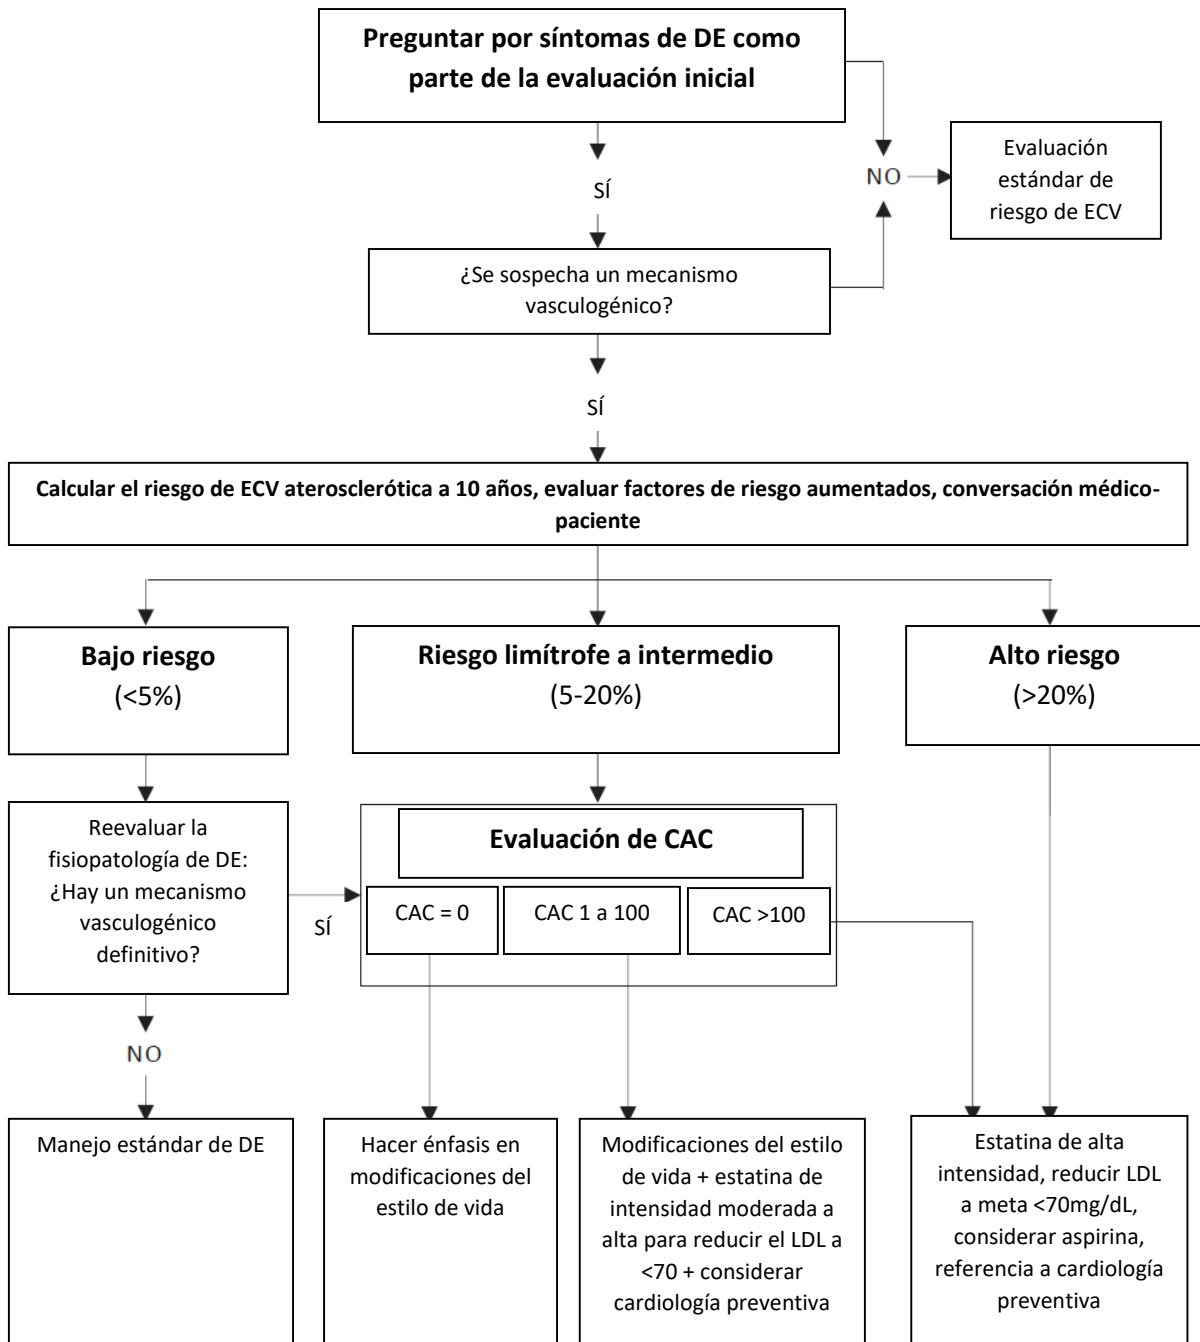 Preguntar por síntomas de DE como
parte de la evaluación inicial
NO
Evaluación
estándar de
riesgo de ECV
SÍ
¿Se sospecha un mecanismo
vasculogénico?
SÍ
Calcular el riesgo de ECV aterosclerótica a 10 años, evaluar factores de riesgo aumentados, conversación médico-
paciente
Bajo riesgo
(<5%)
Riesgo limítrofe a intermedio
(5-20%)
Alto riesgo
(>20%)
Reevaluar la
fisiopatología de DE:
¿Hay un mecanismo
vasculogénico
definitivo?
SÍ
Evaluación de CAC
CAC = 0
CAC 1 a 100
CAC >100
NO
Manejo estándar de DE
Hacer énfasis en
modificaciones del
estilo de vida
Modificaciones del estilo
de vida + estatina de
intensidad moderada a
alta para reducir el LDL a
<70 + considerar
cardiología preventiva
Estatina de alta
intensidad, reducir LDL
a meta <70mg/dL,
considerar aspirina,
referencia a cardiología
preventiva